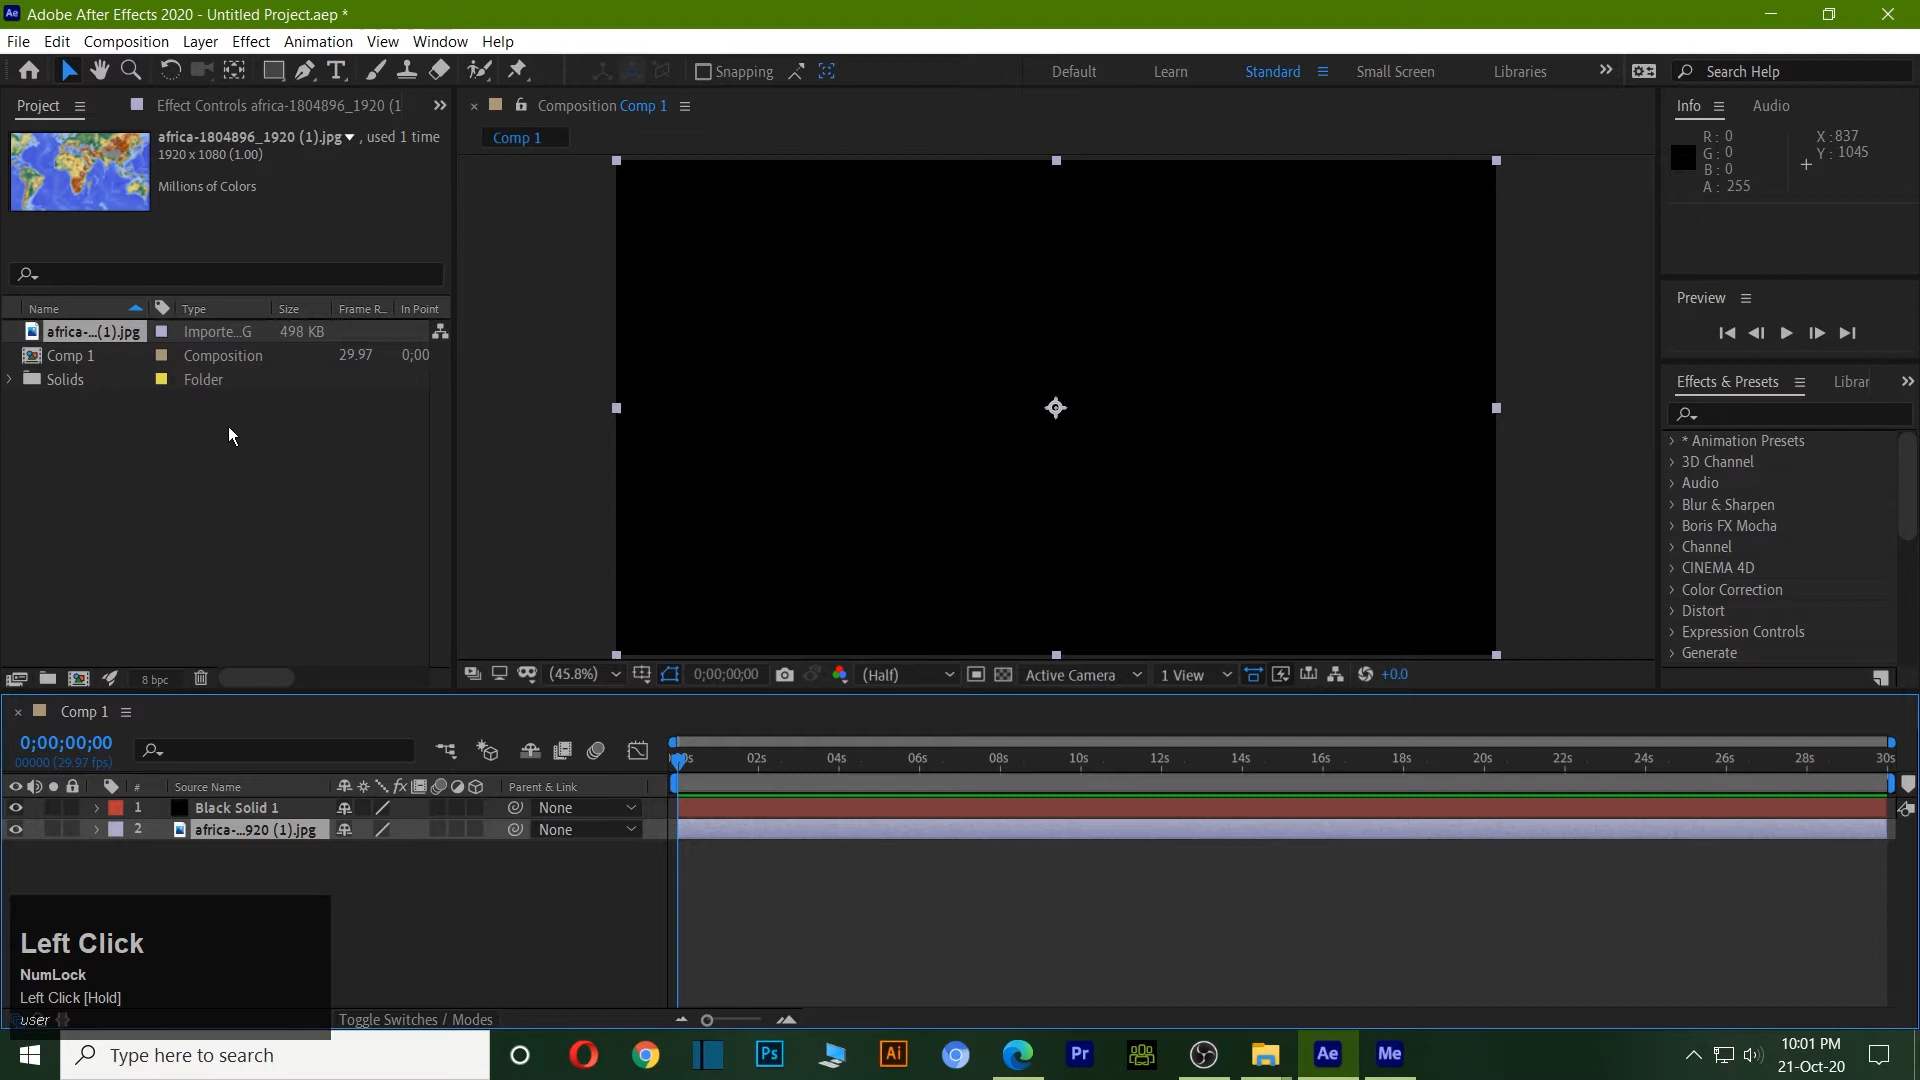 Adobe After Effects 2020 - Untitled Project.aep *
File Edit Composition Layer Effect Animation View Window Help
Snapping Default Learn Standard Small Screen Libraries Search Help
Project Effect Controls africa-1804896_1920 (1
Composition Comp 1
Info Audio
africa-1804896_1920 (1).jpg , used 1 time
1920 x 1080 (1.00)
Millions of Colors
Comp 1
R : 0
G : 0
B : 0
A : 255
X : 837
Y : 1045
Name Type Size Frame R... In Point
africa-...(1).jpg Importe...G 498 KB
Comp 1 Composition 29.97 0;00
Solids Folder
Preview
Effects & Presets Librar
* Animation Presets
3D Channel
Audio
Blur & Sharpen
Boris FX Mocha
Channel
CINEMA 4D
Color Correction
Distort
Expression Controls
Generate
8 bpc
(45.8%) 0;00;00;00 (Half) Active Camera 1 View +0.0
Comp 1
0;00;00;00
00000 (29.97 fps)
0s 02s 04s 06s 08s 10s 12s 14s 16s 18s 20s 22s 24s 26s 28s 30s
# Source Name fx Parent & Link
1 Black Solid 1 None
2 africa-...920 (1).jpg None
Left Click
NumLock
Left Click [Hold]
user
Toggle Switches / Modes
Type here to search
Ps Ai Pr Ae Me
10:01 PM
21-Oct-20